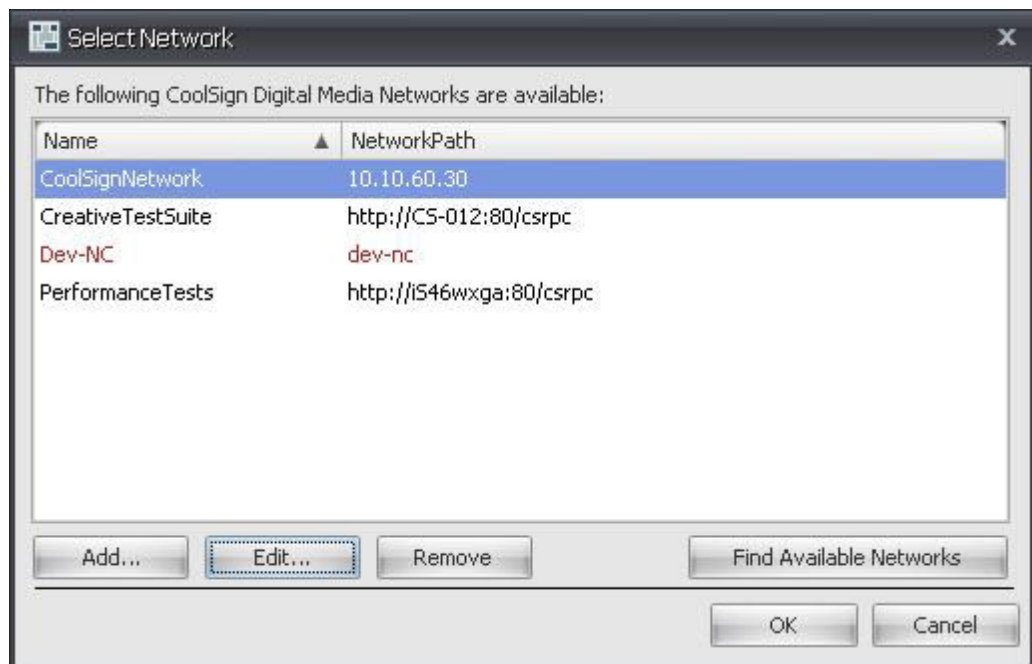 Select Network
X
The following CoolSign Digital Media Networks are available:
Name NetworkPath
CoolSignNetwork 10.10.60.30
CreativeTestSuite http://CS-012:80/csrpc
Dev-NC dev-nc
PerformanceTests http://iS46wxga:80/csrpc
Add... Edit... Remove Find Available Networks
OK Cancel